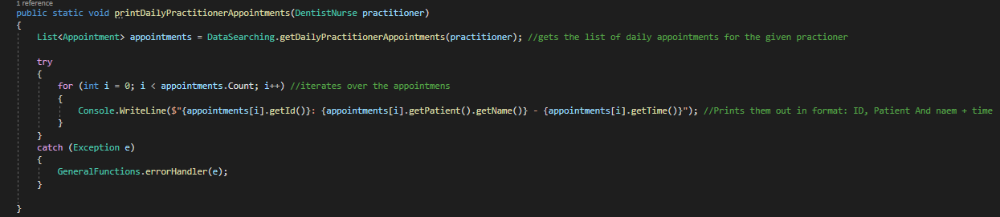 1 reference
public static void printDailyPractitionerAppointments(DentistNurse practitioner)
{
List<Appointment> appointments = DataSearching.getDailyPractitionerAppointments(practitioner); //gets the list of daily appointments for the given practioner
try
{
for (int i = 0; i < appointments.Count; i++) //iterates over the appointmens
{
Console.WriteLine($"{appointments[i].getId()}: {appointments[i].getPatient().getName()} - {appointments[i].getTime()}"); //Prints them out in format: ID, Patient And naem + time
}
}
catch (Exception e)
{
GeneralFunctions.errorHandler(e);
}
}